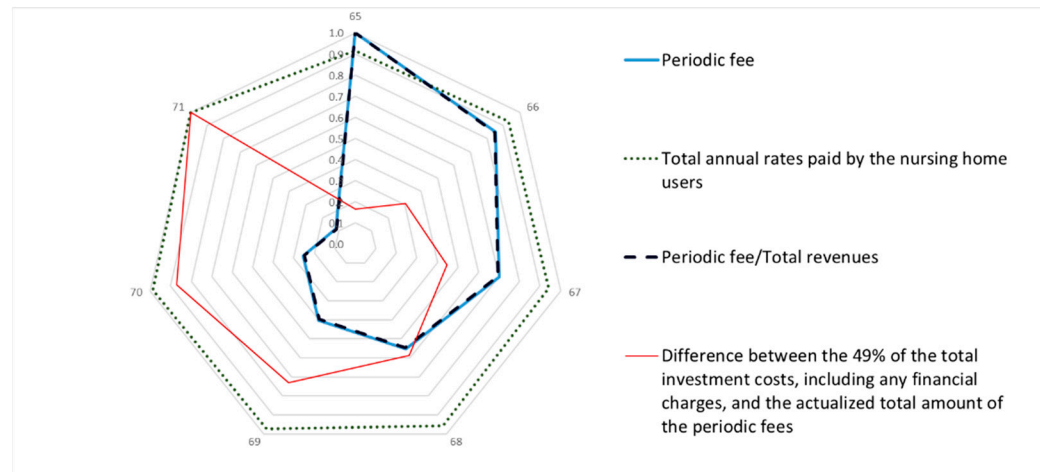 65
1.0
0.9
0.8
0.7
0.6
0.5
0.4
0.3
0.2
0.1
0.0
66
67
68
69
70
71
Periodic fee
Total annual rates paid by the nursing home
users
Periodic fee/Total revenues
Difference between the 49% of the total
investment costs, including any financial
charges, and the actualized total amount of
the periodic fees